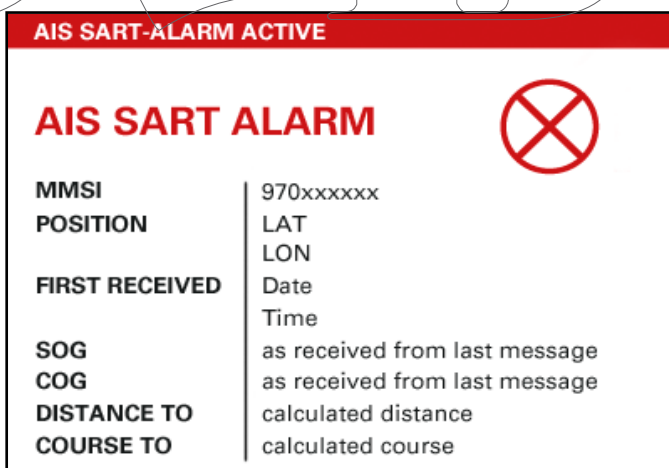 AIS SART-ALARM ACTIVE
AIS SART ALARM
MMSI 970xxxxxx
POSITION LAT
LON
FIRST RECEIVED Date
Time
SOG as received from last message
COG as received from last message
DISTANCE TO calculated distance
COURSE TO calculated course